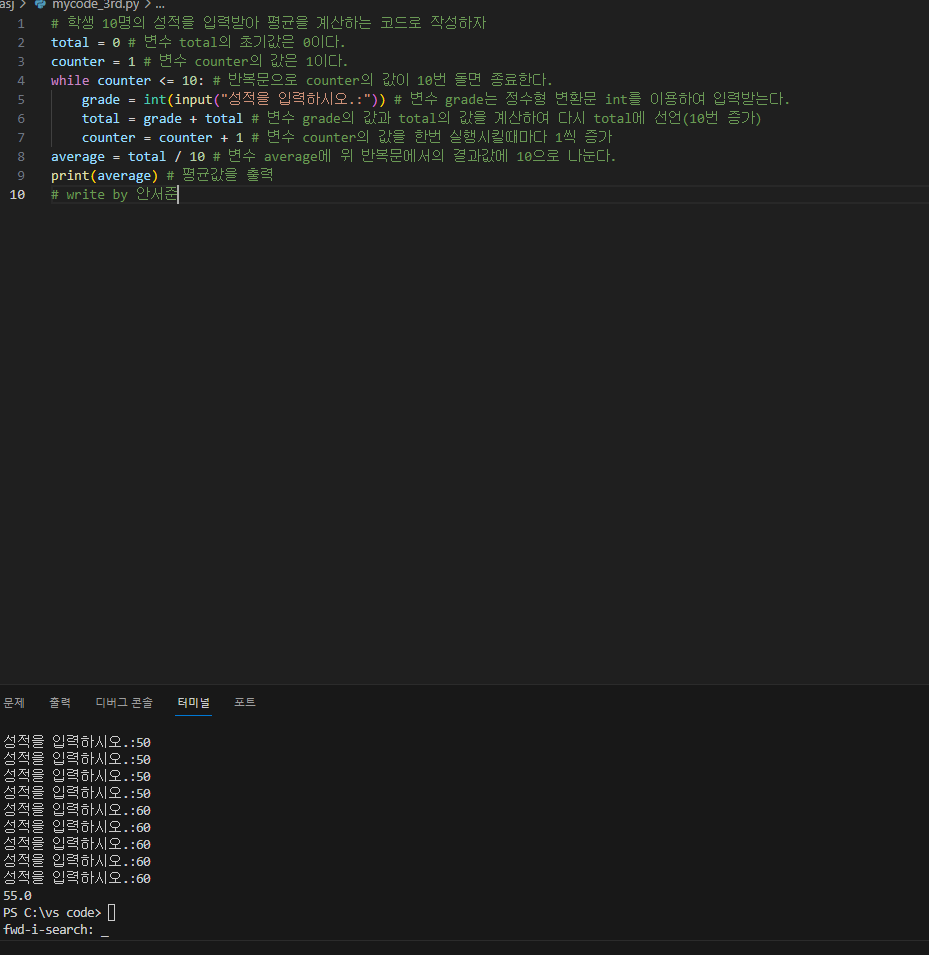 asj > mycode_3rd.py > ...
1 # 학생 10명의 성적을 입력받아 평균을 계산하는 코드로 작성하자
2 total = 0 # 변수 total의 초기값은 0이다.
3 counter = 1 # 변수 counter의 값은 1이다.
4 while counter <= 10: # 반복문으로 counter의 값이 10번 돌면 종료한다.
5 grade = int(input("성적을 입력하시오.:")) # 변수 grade는 정수형 변환문 int를 이용하여 입력받는다.
6 total = grade + total # 변수 grade의 값과 total의 값을 계산하여 다시 total에 선언(10번 증가)
7 counter = counter + 1 # 변수 counter의 값을 한번 실행시킬때마다 1씩 증가
8 average = total / 10 # 변수 average에 위 반복문에서의 결과값에 10으로 나눈다.
9 print(average) # 평균값을 출력
10 # write by 안서준
문제 출력 디버그 콘솔 터미널 포트
성적을 입력하시오.:50
성적을 입력하시오.:50
성적을 입력하시오.:50
성적을 입력하시오.:50
성적을 입력하시오.:60
성적을 입력하시오.:60
성적을 입력하시오.:60
성적을 입력하시오.:60
성적을 입력하시오.:60
55.0
PS C:\vs code>
fwd-i-search: _